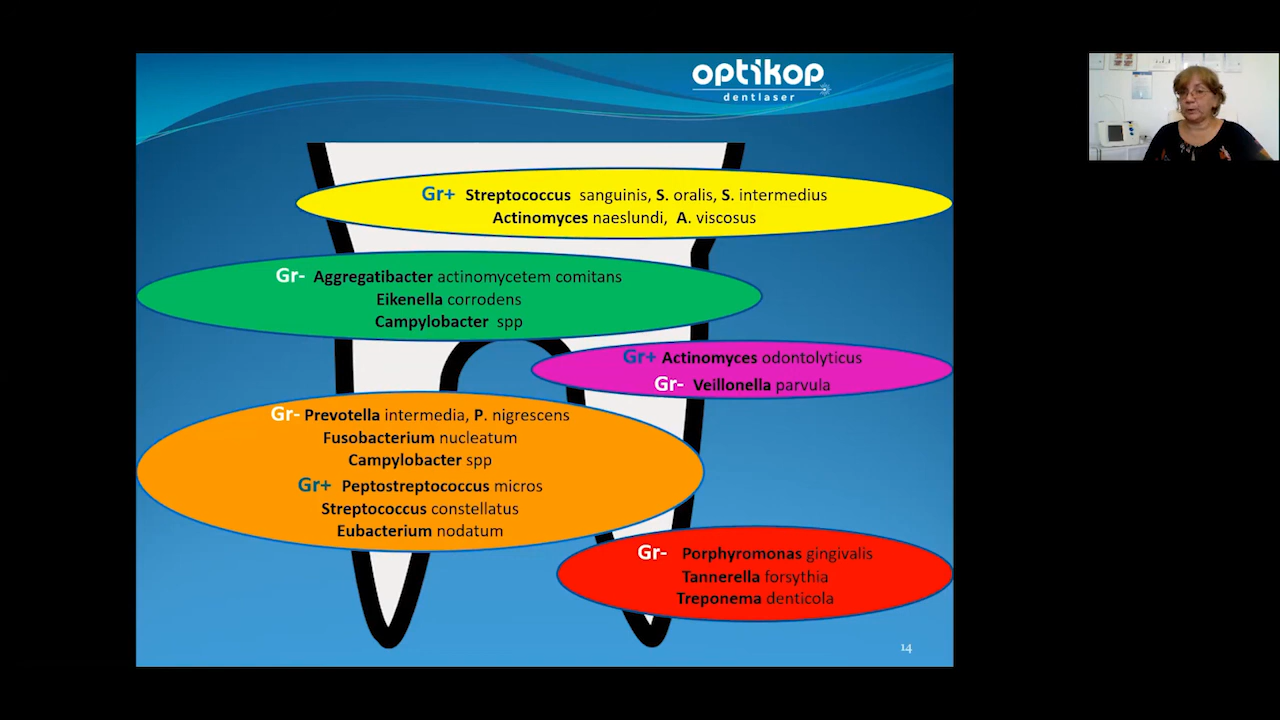 optikop
dentlaser
Gr+ Streptococcus sanguinis, S. oralis, S. intermedius
Actinomyces naeslundi, A. viscosus
Gr- Aggregatibacter actinomycetem comitans
Eikenella corrodens
Campylobacter spp
Gr+ Actinomyces odontolyticus
Gr- Veillonella parvula
Gr- Prevotella intermedia, P. nigrescens
Fusobacterium nucleatum
Campylobacter spp
Gr+ Peptostreptococcus micros
Streptococcus constellatus
Eubacterium nodatum
Gr- Porphyromonas gingivalis
Tannerella forsythia
Treponema denticola
14